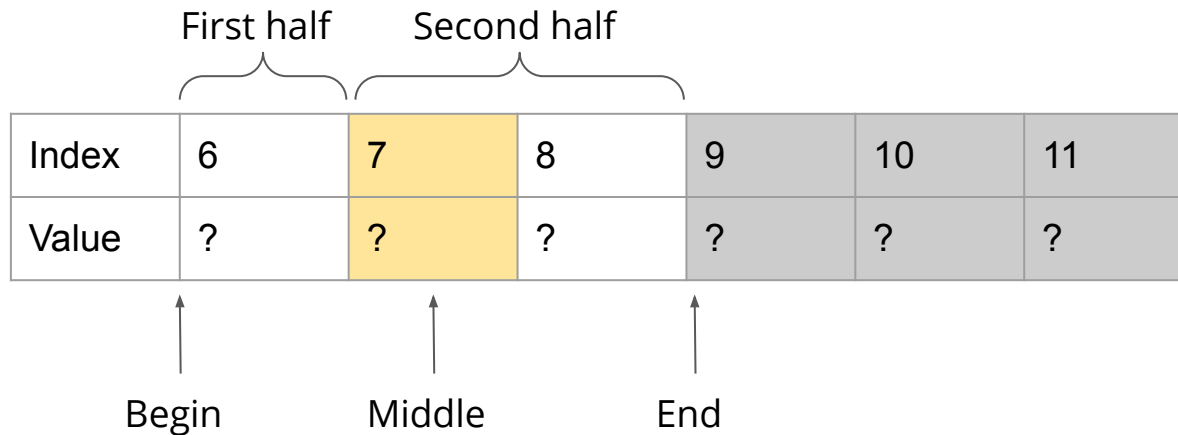 First half Second half
Index 6 7 8 9 10 11
Value ? ? ? ? ? ?
Begin Middle End